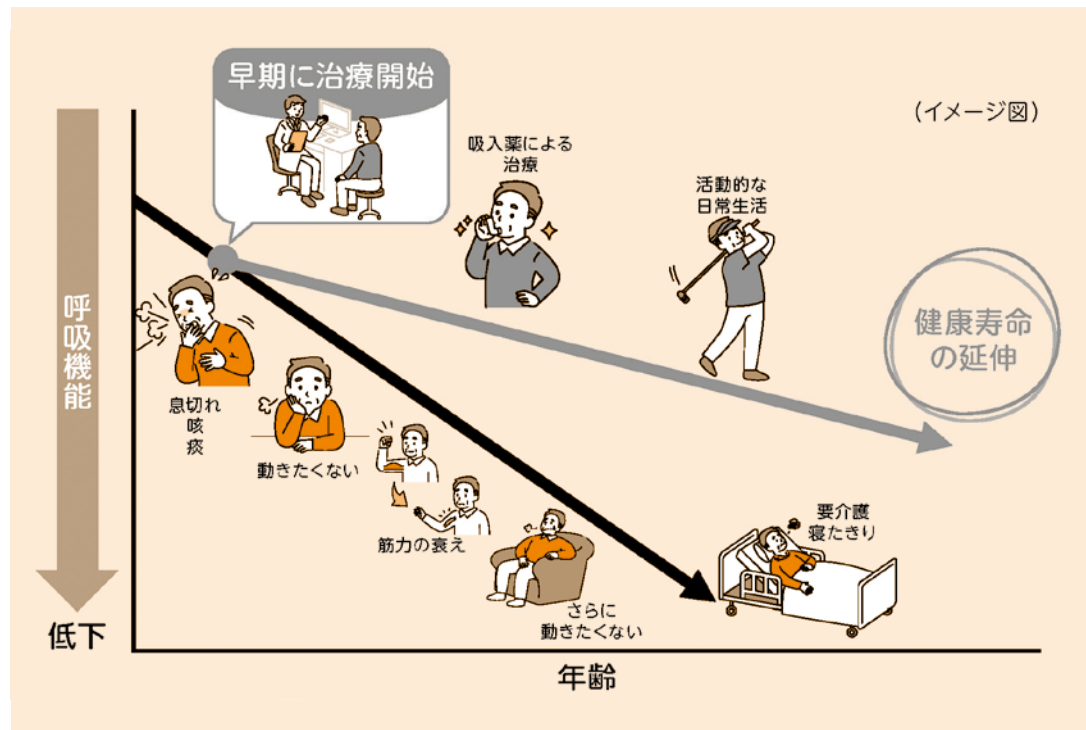 早期に治療開始
(イメージ図)
吸入薬による
治療
活動的な
日常生活
呼吸機能
健康寿命
の延伸
息切れ
咳
痰
動きたくない
筋力の衰え
要介護
寝たきり
さらに
動きたくない
低下
年齢